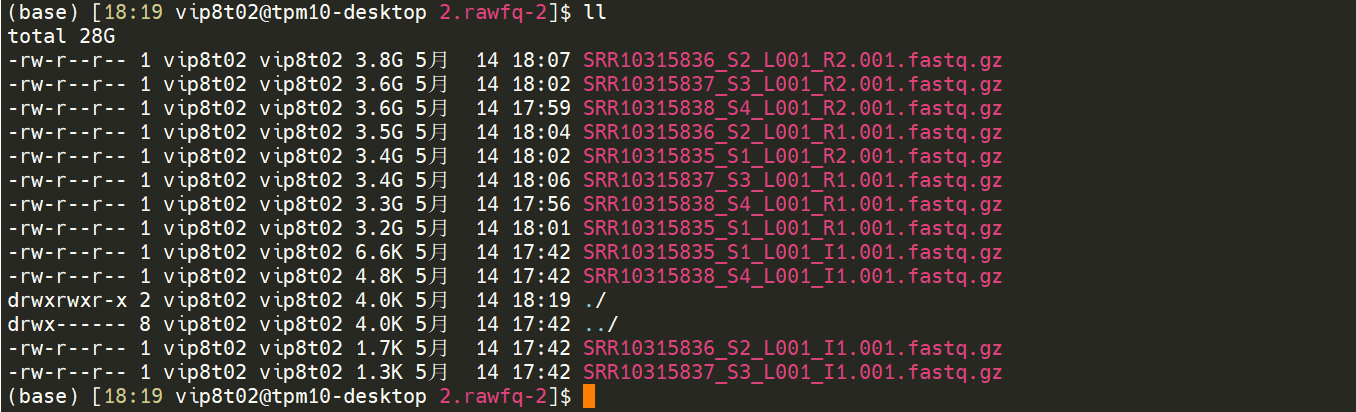 (base) [18:19 vip8t02@tpm10-desktop 2.rawfq-2]$ ll
total 28G
-rw-r--r-- 1 vip8t02 vip8t02 3.8G 5月  14 18:07 SRR10315836_S2_L001_R2.001.fastq.gz
-rw-r--r-- 1 vip8t02 vip8t02 3.6G 5月  14 18:02 SRR10315837_S3_L001_R2.001.fastq.gz
-rw-r--r-- 1 vip8t02 vip8t02 3.6G 5月  14 17:59 SRR10315838_S4_L001_R2.001.fastq.gz
-rw-r--r-- 1 vip8t02 vip8t02 3.5G 5月  14 18:04 SRR10315836_S2_L001_R1.001.fastq.gz
-rw-r--r-- 1 vip8t02 vip8t02 3.4G 5月  14 18:02 SRR10315835_S1_L001_R2.001.fastq.gz
-rw-r--r-- 1 vip8t02 vip8t02 3.4G 5月  14 18:06 SRR10315837_S3_L001_R1.001.fastq.gz
-rw-r--r-- 1 vip8t02 vip8t02 3.3G 5月  14 17:56 SRR10315838_S4_L001_R1.001.fastq.gz
-rw-r--r-- 1 vip8t02 vip8t02 3.2G 5月  14 18:01 SRR10315835_S1_L001_R1.001.fastq.gz
-rw-r--r-- 1 vip8t02 vip8t02 6.6K 5月  14 17:42 SRR10315835_S1_L001_I1.001.fastq.gz
-rw-r--r-- 1 vip8t02 vip8t02 4.8K 5月  14 17:42 SRR10315838_S4_L001_I1.001.fastq.gz
drwxrwxr-x 2 vip8t02 vip8t02 4.0K 5月  14 18:19 ./
drwx------ 8 vip8t02 vip8t02 4.0K 5月  14 17:42 ../
-rw-r--r-- 1 vip8t02 vip8t02 1.7K 5月  14 17:42 SRR10315836_S2_L001_I1.001.fastq.gz
-rw-r--r-- 1 vip8t02 vip8t02 1.3K 5月  14 17:42 SRR10315837_S3_L001_I1.001.fastq.gz
(base) [18:19 vip8t02@tpm10-desktop 2.rawfq-2]$